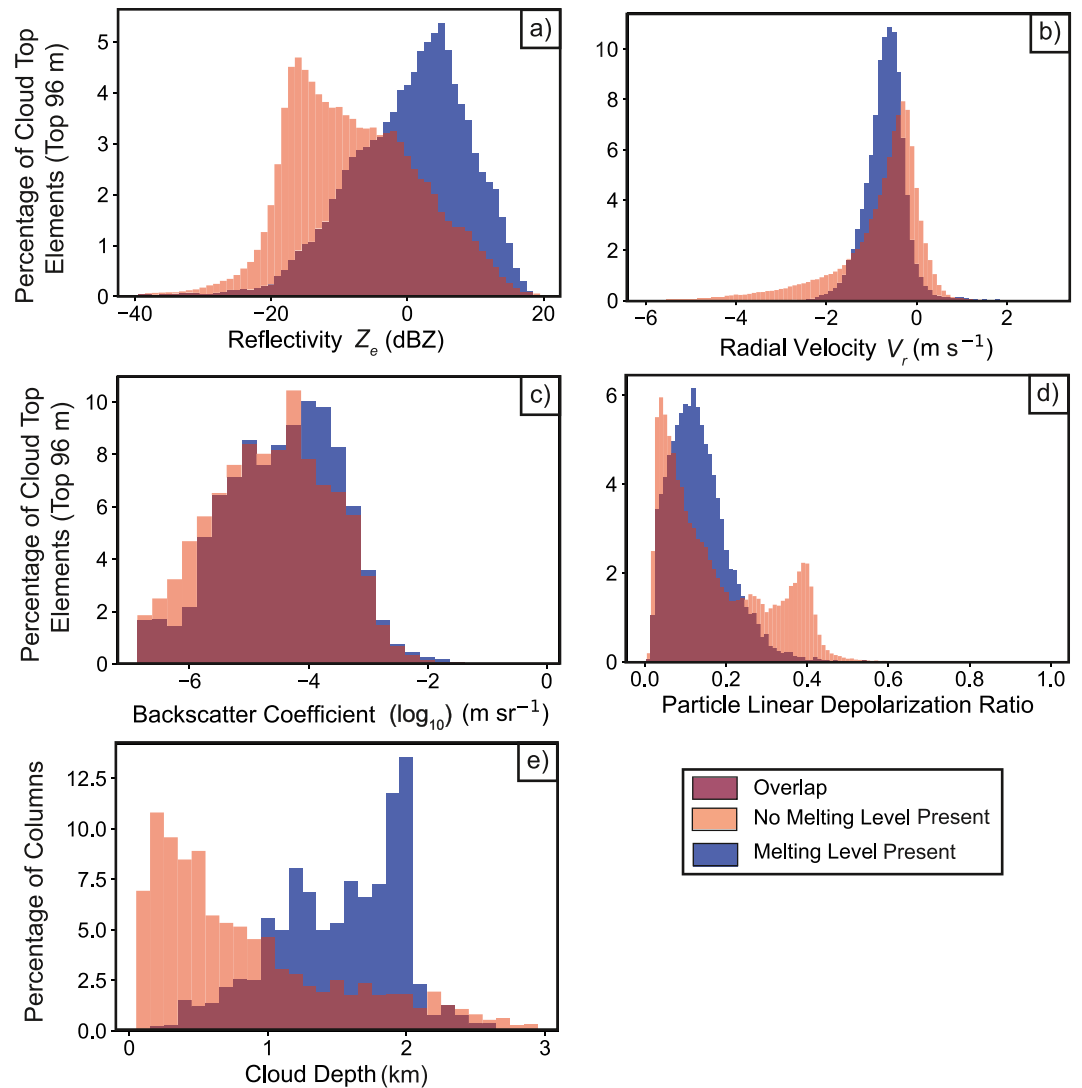 a)
Percentage of Cloud Top
Elements (Top 96 m)
5
4
3
2
1
0
−40
−20
0
20
Reflectivity Z_e (dBZ)
b)
10
8
6
4
2
0
−6
−4
−2
0
2
Radial Velocity V_r (m s⁻¹)
c)
Percentage of Cloud Top
Elements (Top 96 m)
10
8
6
4
2
0
−6
−4
−2
0
Backscatter Coefficient (log₁₀) (m sr⁻¹)
d)
6
4
2
0
0.0
0.2
0.4
0.6
0.8
1.0
Particle Linear Depolarization Ratio
e)
Percentage of Columns
12.5
10.0
7.5
5.0
2.5
0.0
0
1
2
3
Cloud Depth (km)
Overlap
No Melting Level Present
Melting Level Present